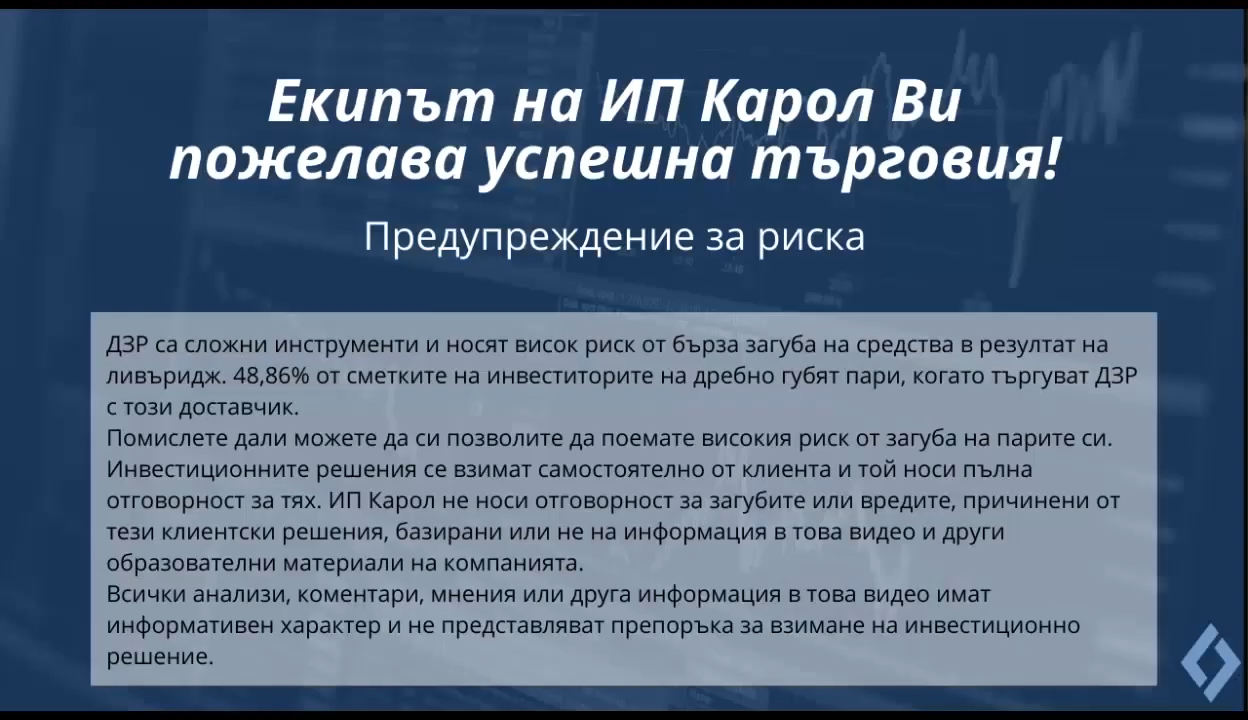 Екипът на ИП Карол Ви
пожелава успешна търговия!
Предупреждение за риска
ДЗР са сложни инструменти и носят висок риск от бърза загуба на средства в резултат на
ливъридж. 48,86% от сметките на инвеститорите на дребно губят пари, когато търгуват ДЗР
с този доставчик.
Помислете дали можете да си позволите да поемате високия риск от загуба на парите си.
Инвестиционните решения се взимат самостоятелно от клиента и той носи пълна
отговорност за тях. ИП Карол не носи отговорност за загубите или вредите, причинени от
тези клиентски решения, базирани или не на информация в това видео и други
образователни материали на компанията.
Всички анализи, коментари, мнения или друга информация в това видео имат
информативен характер и не представляват препоръка за взимане на инвестиционно
решение.